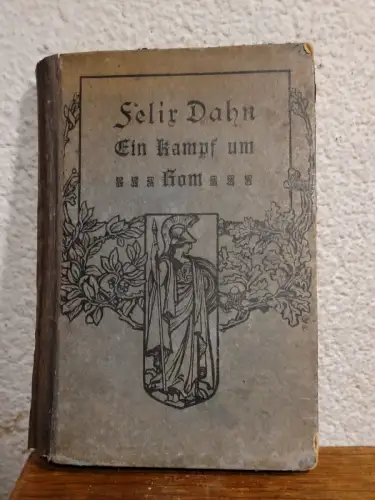 Felix Dahn
Ein Kampf um
Rom